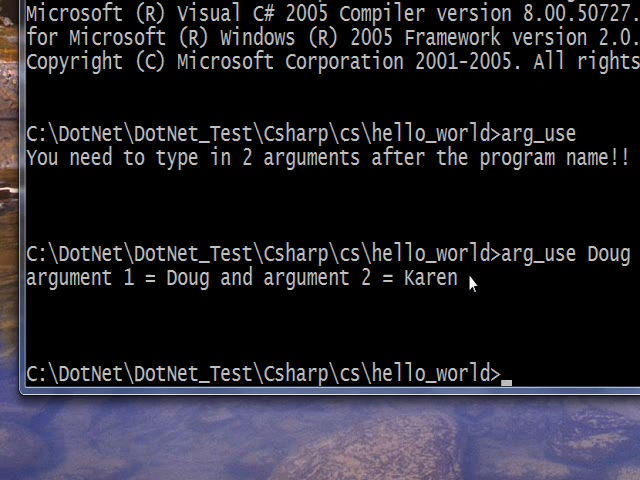 Microsoft (R) Visual C# 2005 Compiler version 8.00.50727.
for Microsoft (R) Windows (R) 2005 Framework version 2.0.
Copyright (C) Microsoft Corporation 2001-2005. All rights
C:\DotNet\DotNet_Test\Csharp\cs\hello_world>arg_use
You need to type in 2 arguments after the program name!!
C:\DotNet\DotNet_Test\Csharp\cs\hello_world>arg_use Doug
argument 1 = Doug and argument 2 = Karen
C:\DotNet\DotNet_Test\Csharp\cs\hello_world>